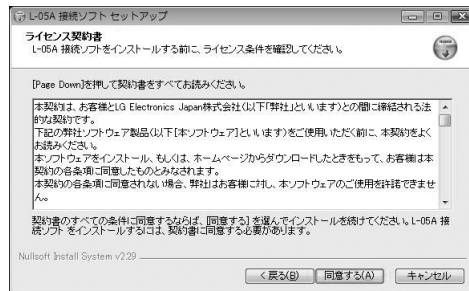 L-05A 接続ソフト セットアップ
ライセンス契約書
L-05A 接続ソフトをインストールする前に、ライセンス条件を確認してください。
[Page Down]を押して契約書をすべてお読みください。
本契約は、お客様とLG Electronics Japan株式会社(以下「弊社」といいます)との間に締結される法
的な契約です。
下記の弊社ソフトウェア製品(以下「本ソフトウェア」といいます)をご使用いただく前に、本契約をよく
お読みください。
本ソフトウェアをインストール、もしくは、ホームページからダウンロードしたときをもって、お客様は本
契約の各条項に同意したものとみなされます。
本契約の各条項に同意されない場合、弊社はお客様に対し、本ソフトウェアのご使用を許諾できませ
ん。
契約書のすべての条件に同意するならば、[同意する] を選んでインストールを続けてください。L-05A 接
続ソフト をインストールするには、契約書に同意する必要があります。
Nullsoft Install System v2.29
< 戻る(B)
同意する(A)
キャンセル